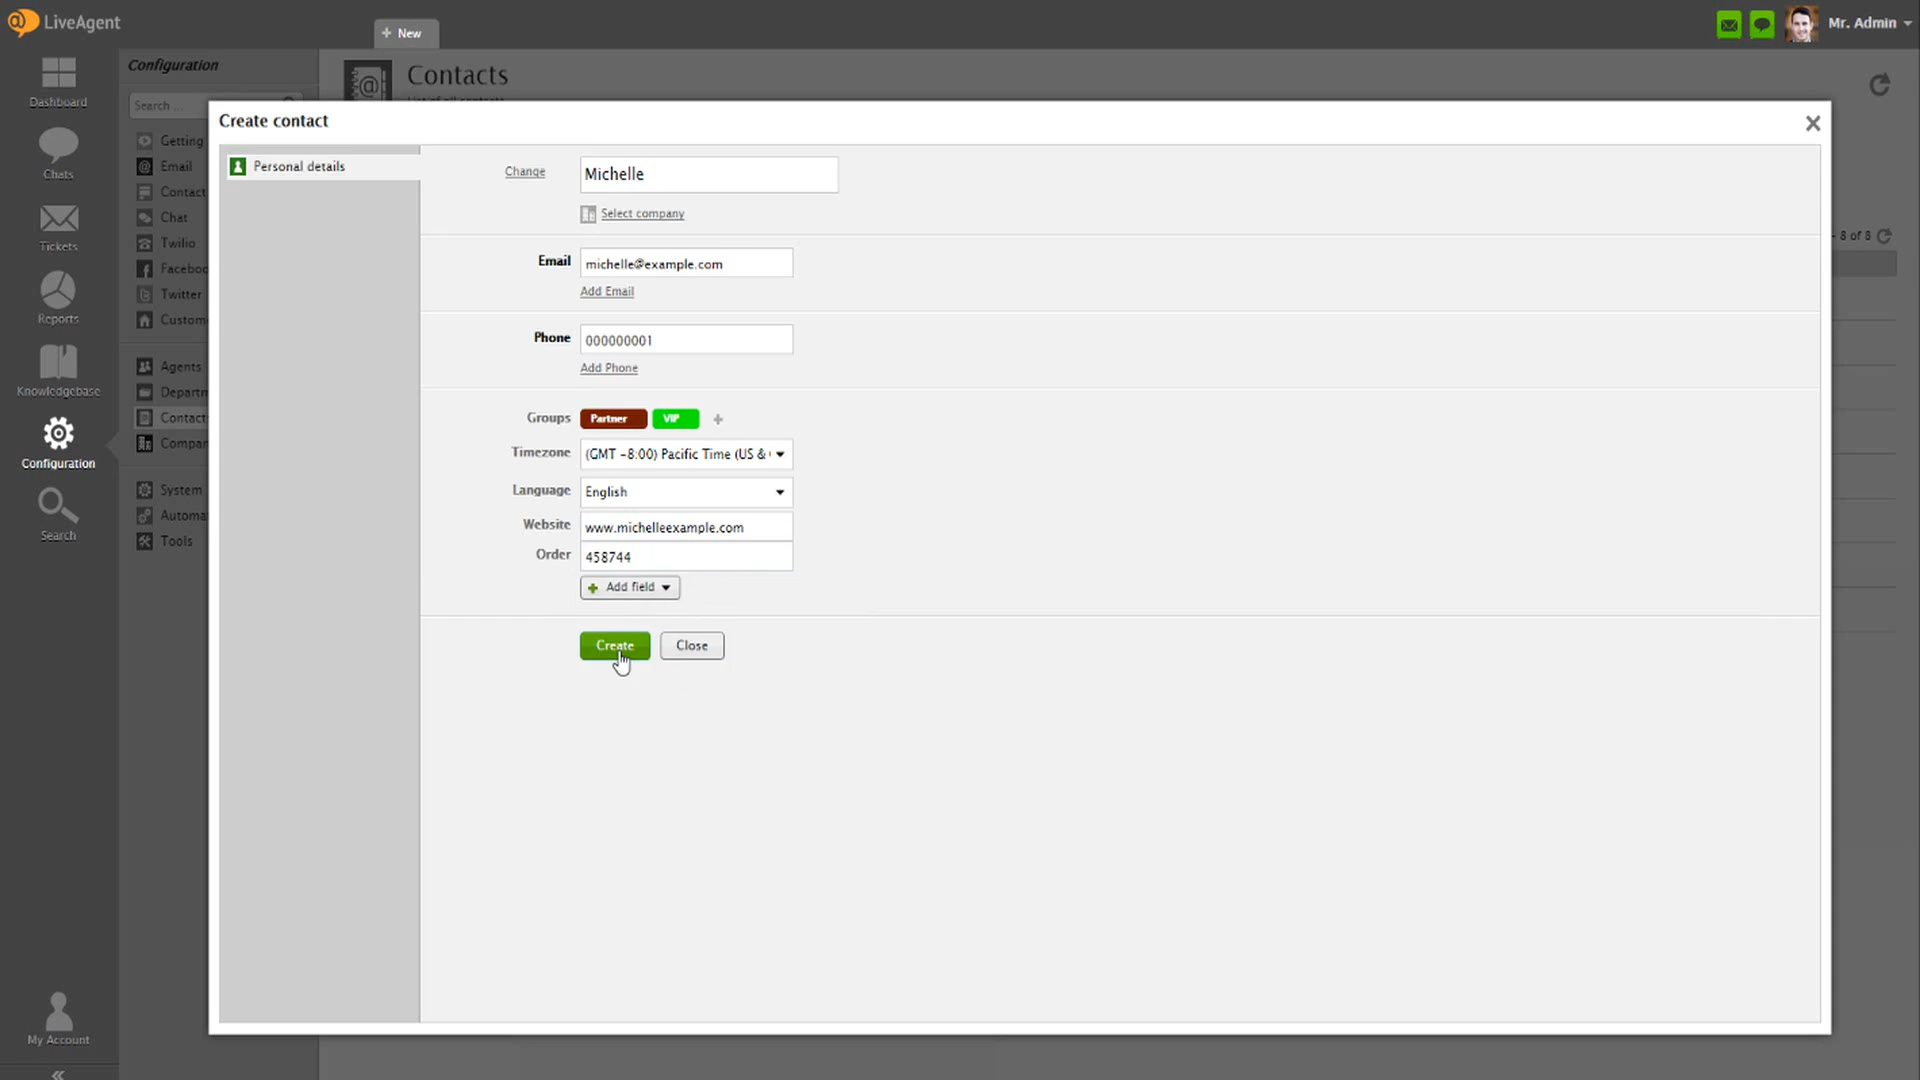 LiveAgent
+ New
Mr. Admin
Configuration
Contacts
Search ...
Create contact
Personal details
Change
Michelle
Select company
Email
michelle@example.com
Add Email
Phone
000000001
Add Phone
Groups
Partner
VIP
+
Timezone
(GMT -8:00) Pacific Time (US &
Language
English
Website
www.michelleexample.com
Order
458744
Add field
Create
Close
Dashboard
Chats
Tickets
Reports
Knowledgebase
Configuration
Search
My Account
Getting
Email
Contact
Chat
Twilio
Faceboo
Twitter
Custom
Agents
Departm
Contact
Compan
System
Automa
Tools
- 8 of 8